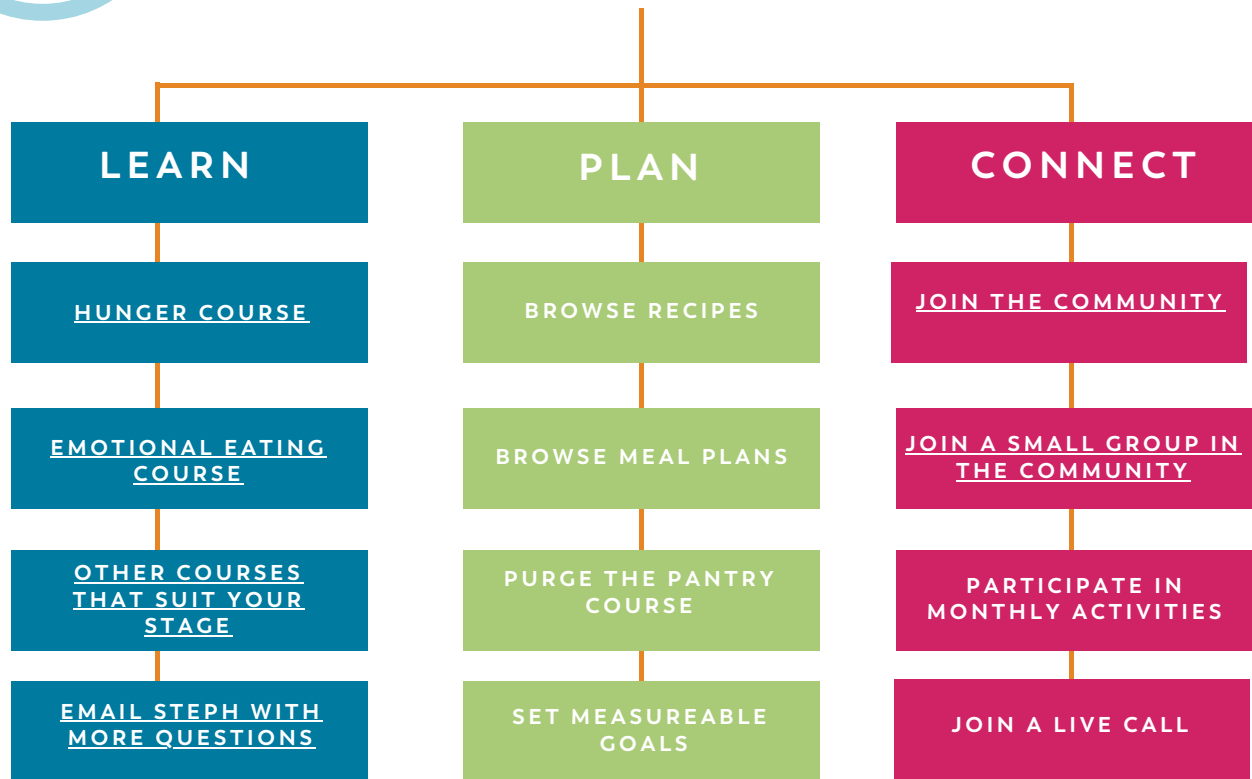 LEARN
HUNGER COURSE
EMOTIONAL EATING
COURSE
OTHER COURSES
THAT SUIT YOUR
STAGE
EMAIL STEPH WITH
MORE QUESTIONS
PLAN
BROWSE RECIPES
BROWSE MEAL PLANS
PURGE THE PANTRY
COURSE
SET MEASUREABLE
GOALS
CONNECT
JOIN THE COMMUNITY
JOIN A SMALL GROUP IN
THE COMMUNITY
PARTICIPATE IN
MONTHLY ACTIVITIES
JOIN A LIVE CALL